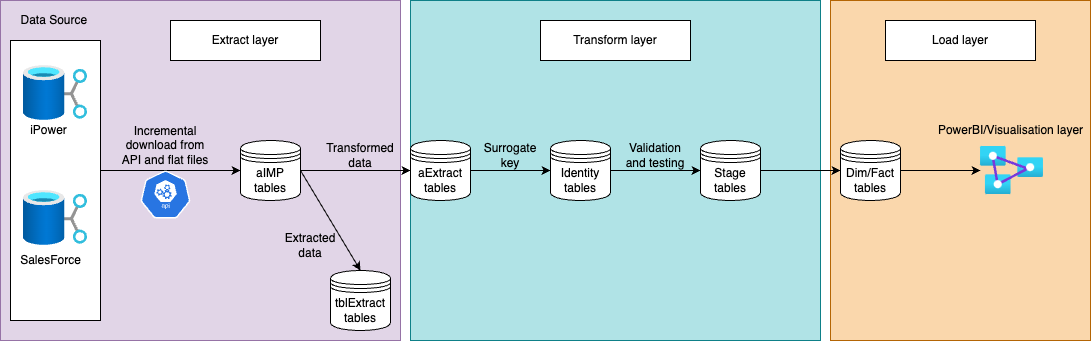 Data Source
Extract layer
Transform layer
Load layer
iPower
SalesForce
Incremental
download from
API and flat files
api
aIMP
tables
Transformed
data
Extracted
data
tblExtract
tables
aExtract
tables
Surrogate
key
Identity
tables
Validation
and testing
Stage
tables
Dim/Fact
tables
PowerBI/Visualisation layer